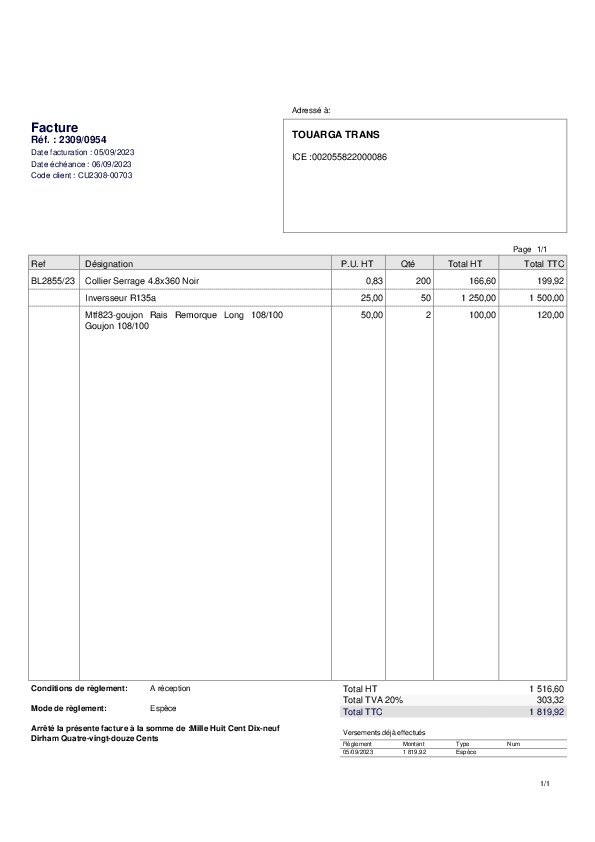 Adressé à:
Facture
Réf. : 2309/0954
Date facturation : 05/09/2023
Date échéance : 06/09/2023
Code client : CU2308-00703
TOUARGA TRANS
ICE :002055822000086
Page 1/1
Ref Désignation P.U. HT Qté Total HT Total TTC
BL2855/23 Collier Serrage 4.8x360 Noir 0,83 200 166,60 199,92
Inversseur R135a 25,00 50 1 250,00 1 500,00
Mtf823-goujon Rais Remorque Long 108/100 50,00 2 100,00 120,00
Goujon 108/100
Conditions de règlement: A réception
Mode de règlement: Espèce
Arrêté la présente facture à la somme de :Mille Huit Cent Dix-neuf
Dirham Quatre-vingt-douze Cents
Total HT 1 516,60
Total TVA 20% 303,32
Total TTC 1 819,92
Versements déjà effectués
Règlement Montant Type Num
05/09/2023 1 819,92 Espèce
1/1